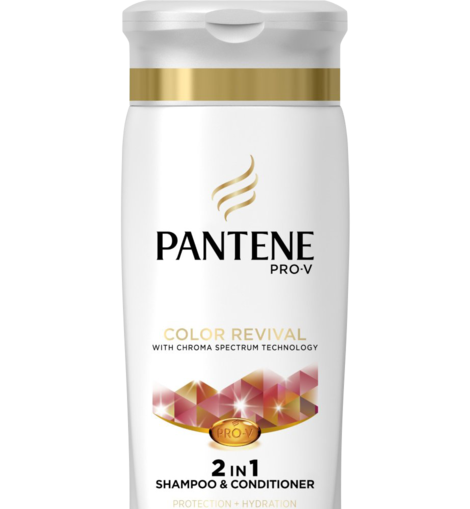 PANTENE
PRO-V
COLOR REVIVAL
WITH CHROMA SPECTRUM TECHNOLOGY
PRO-V
2 IN 1
SHAMPOO & CONDITIONER
PROTECTION + HYDRATION